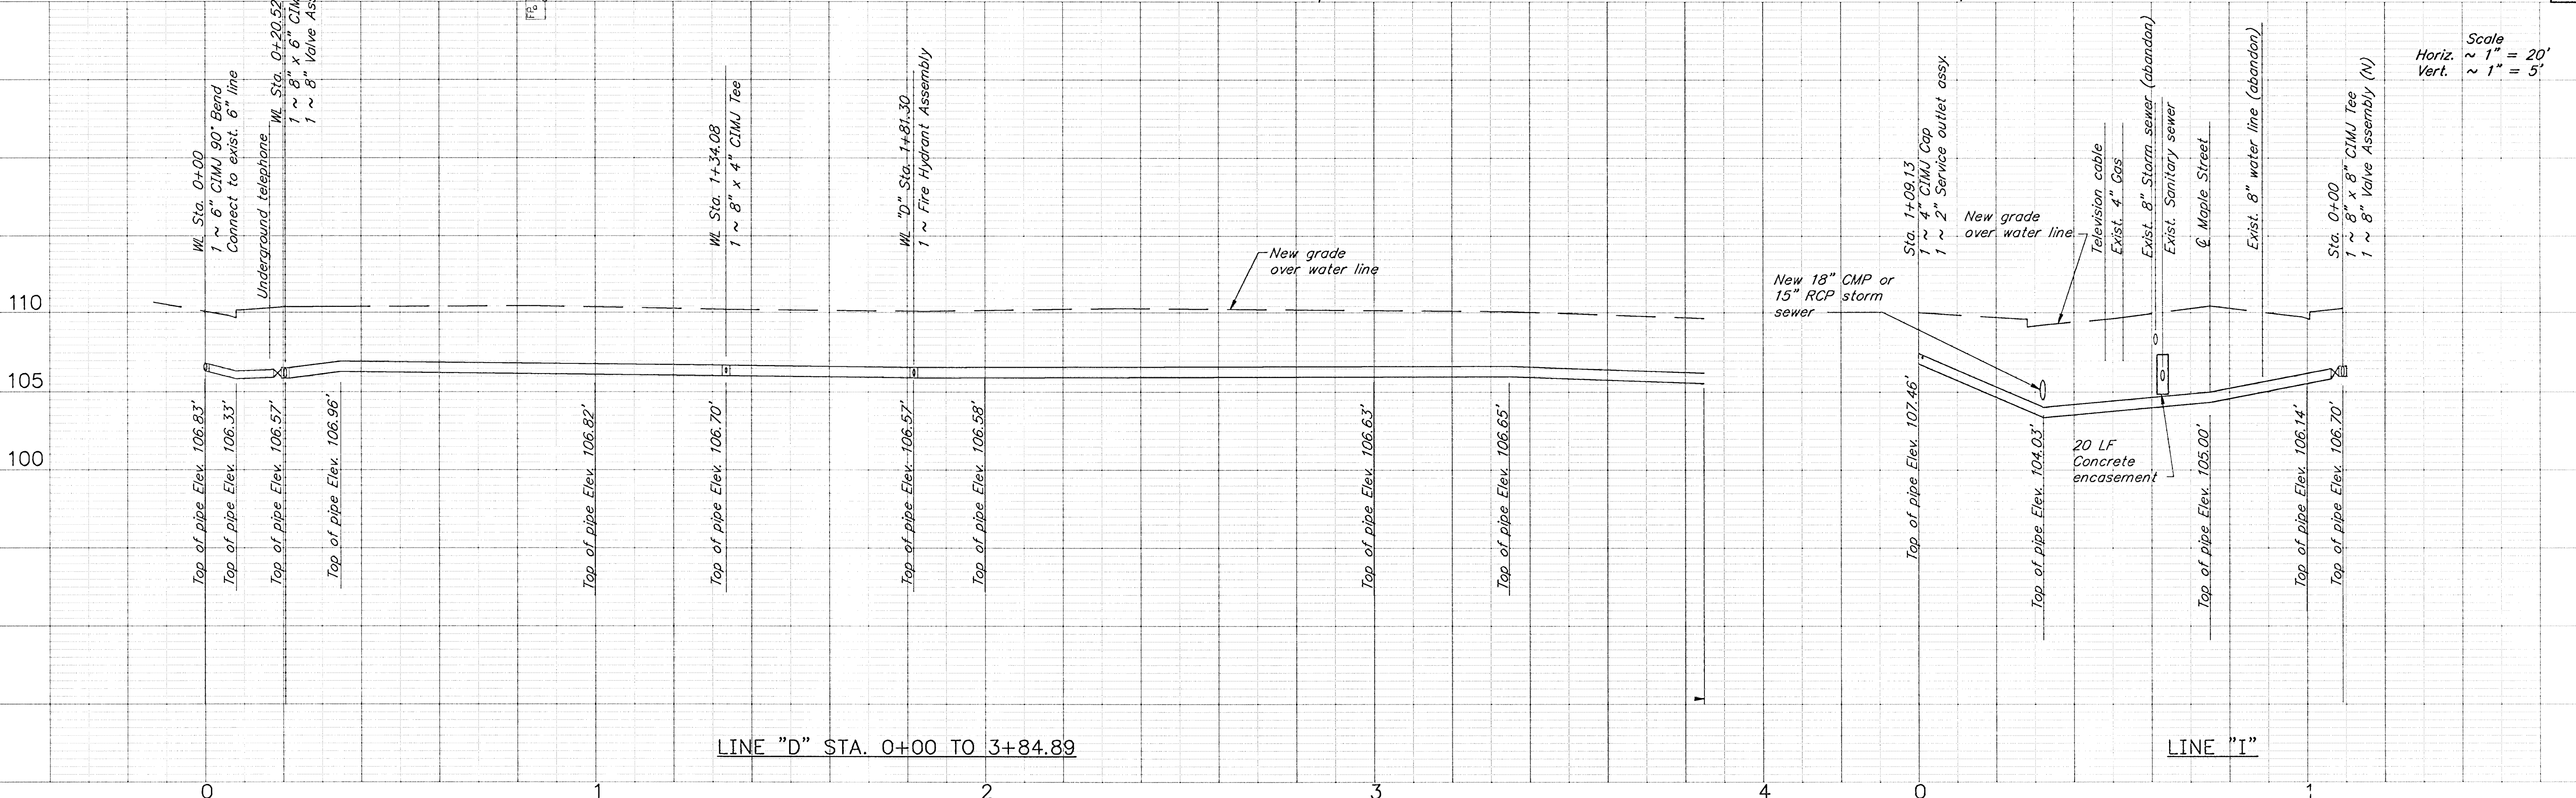 FP
WL Sta. 0+00
1 ~ 6" CIMJ 90° Bend
Connect to exist. 6" line
Underground telephone
WL Sta. 0+20.52
1 ~ 8" x 6"
1 ~ 8" Valve
WL Sta. 1+34.08
1 ~ 8" x 4" CIMJ Tee
WL "D" Sta. 1+81.30
1 ~ Fire Hydrant Assembly
New grade
over water line
New 18" CMP or
15" RCP storm
sewer
Sta. 1+09.13
1 ~ 4" CIMJ Cap
1 ~ 2" Service outlet assy.
New grade
over water line
Television cable
Exist. 4" Gas
Exist. 8" Storm sewer (abandon)
Exist. Sanitary sewer
℄ Maple Street
Exist. 8" water line (abandon)
Sta. 0+00
1 ~ 8" x 8" CIMJ Tee
1 ~ 8" Valve Assembly (N)
Scale
Horiz. ~ 1" = 20'
Vert. ~ 1" = 5'
110
105
100
Top of pipe Elev. 106.83'
Top of pipe Elev. 106.33'
Top of pipe Elev. 106.57'
Top of pipe Elev. 106.96'
Top of pipe Elev. 106.82'
Top of pipe Elev. 106.70'
Top of pipe Elev. 106.57'
Top of pipe Elev. 106.58'
Top of pipe Elev. 106.63'
Top of pipe Elev. 106.65'
Top of pipe Elev. 107.46'
Top of pipe Elev. 104.03'
20 LF
Concrete
encasement
Top of pipe Elev. 105.00'
Top of pipe Elev. 106.14'
Top of pipe Elev. 106.70'
LINE "D" STA. 0+00 TO 3+84.89
LINE "I"
0 1 2 3 4 0 1